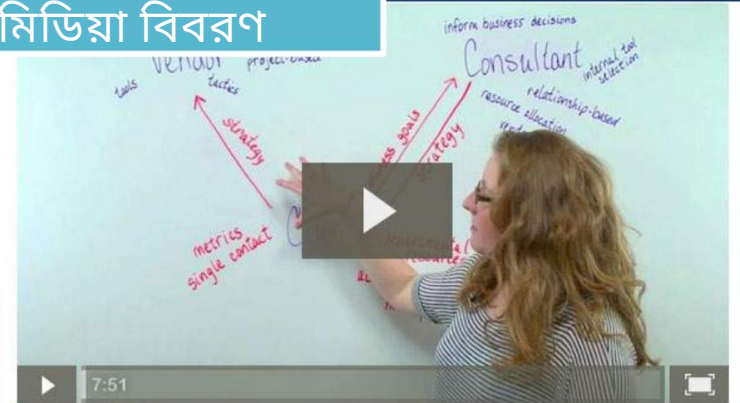 মিডিয়া বিবরণ
inform business decisions
Vendor project-based
Consultant
tools
tactics
internal tool
selection
relationship-based
resource allocation
strategy
goals
strategy
metrics
single contact
7:51